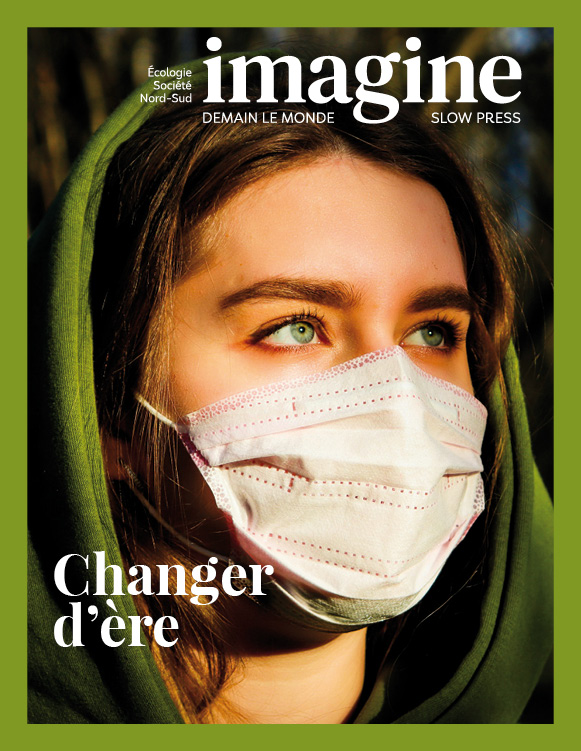 Écologie
Société
Nord-Sud
imagine
DEMAIN LE MONDE
SLOW PRESS
Changer
d’ère